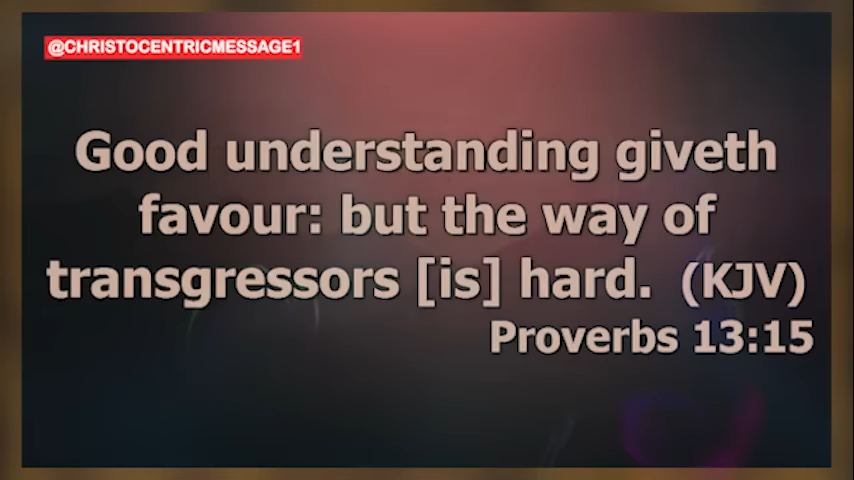 @CHRISTOCENTRICMESSAGE1
Good understanding giveth
favour: but the way of
transgressors [is] hard. (KJV)
Proverbs 13:15